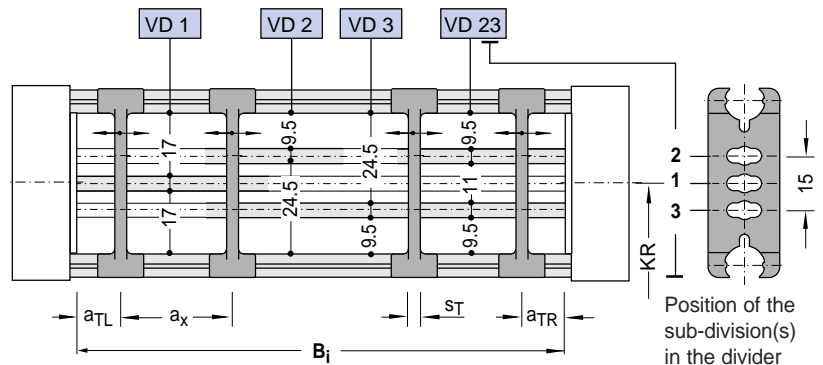 VD 1 VD 2 VD 3 VD 23
17 9.5 24.5
24.5 11
17 9.5 9.5
2
1
3
15
KR
aTL ax sT aTR
Bi
Position of the
sub-division(s)
in the divider